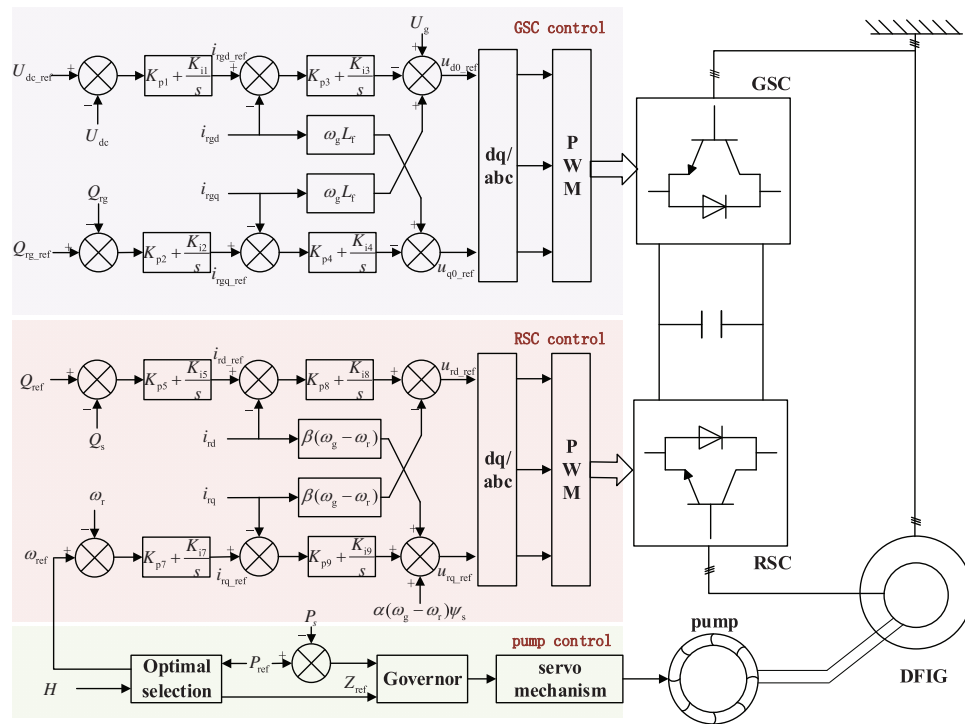 GSC control
U_g
U_dc_ref + − U_dc
K_p1 + K_i1/s
i_rgd_ref + −
K_p3 + K_i3/s
− + +
u_d0_ref
i_rgd
ω_g L_f
i_rgq
ω_g L_f
Q_rg
Q_rg_ref + −
K_p2 + K_i2/s
i_rgq_ref + −
K_p4 + K_i4/s
− +
u_q0_ref
dq/
abc
P
W
M
GSC
RSC control
Q_ref + − Q_s
K_p5 + K_i5/s
i_rd_ref + −
K_p8 + K_i8/s
+ −
u_rd_ref
i_rd
β(ω_g − ω_r)
i_rq
β(ω_g − ω_r)
ω_r
ω_ref + −
K_p7 + K_i7/s
i_rq_ref + −
K_p9 + K_i9/s
+ + +
u_rq_ref
α(ω_g − ω_r)ψ_s
dq/
abc
P
W
M
RSC
pump control
P_s
− +
P_ref
H
Optimal
selection
Z_ref
Governor
servo
mechanism
pump
DFIG